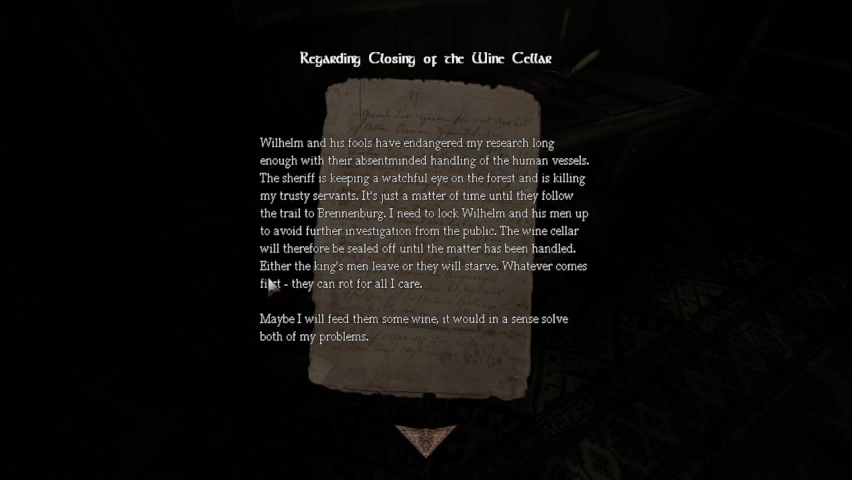 Regarding Closing of the Wine Cellar
Wilhelm and his fools have endangered my research long
enough with their absentminded handling of the human vessels.
The sheriff is keeping a watchful eye on the forest and is killing
my trusty servants. It's just a matter of time until they follow
the trail to Brennenburg. I need to lock Wilhelm and his men up
to avoid further investigation from the public. The wine cellar
will therefore be sealed off until the matter has been handled.
Either the king's men leave or they will starve. Whatever comes
first - they can rot for all I care.
Maybe I will feed them some wine, it would in a sense solve
both of my problems.